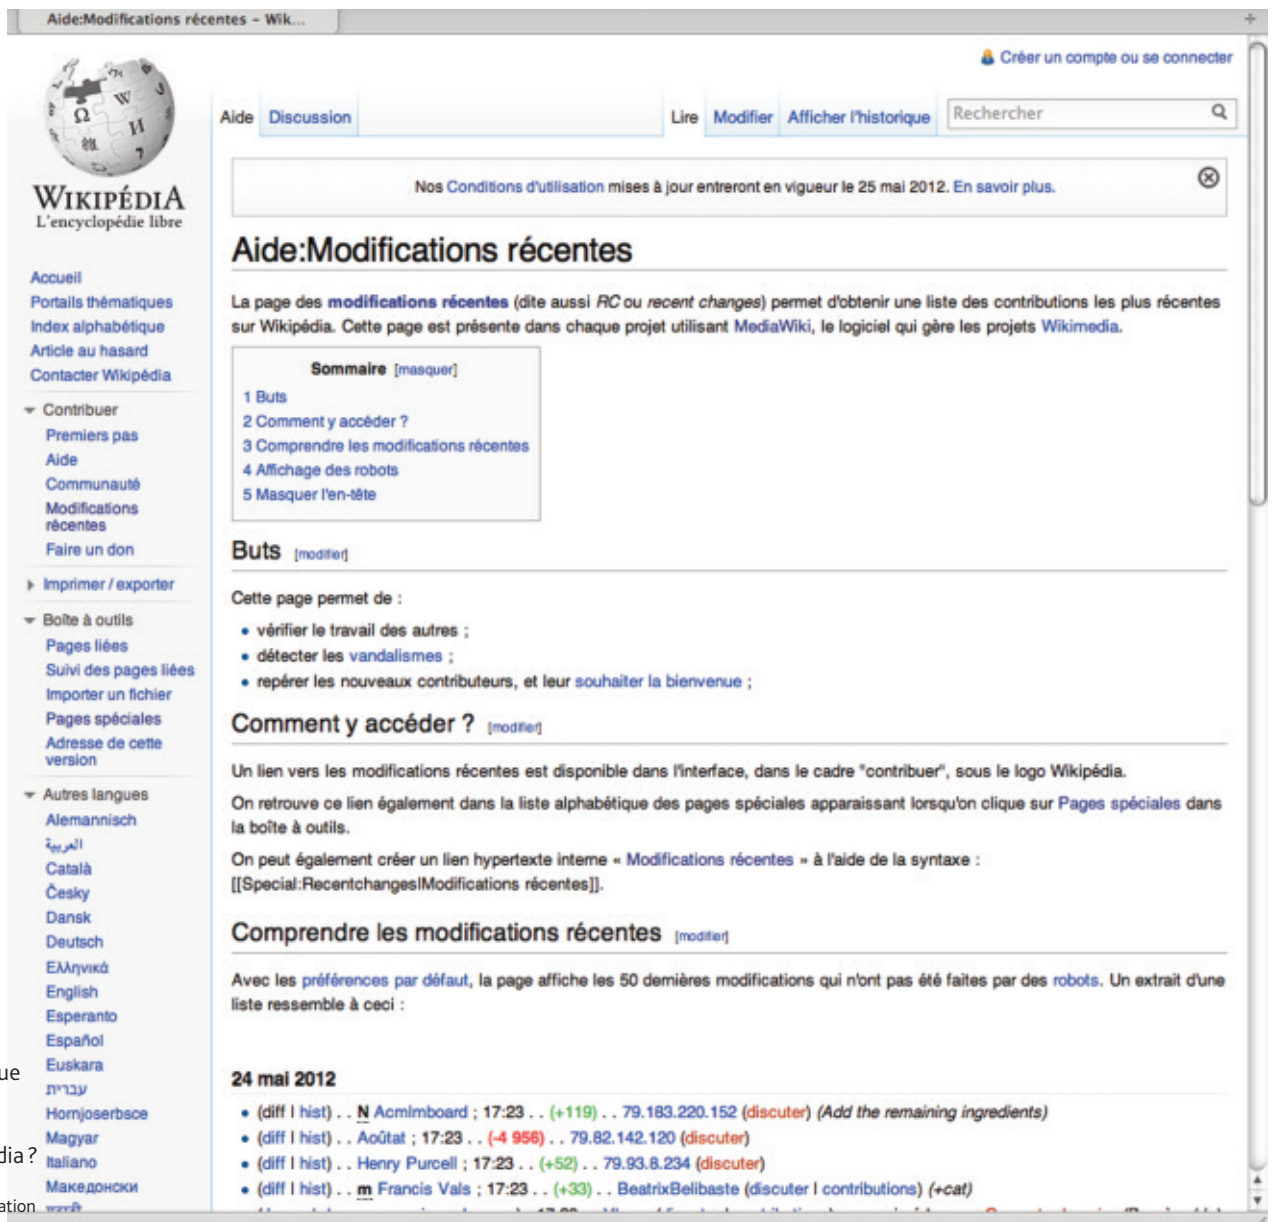 Aide:Modifications récentes – Wik...
Créer un compte ou se connecter
Aide Discussion Lire Modifier Afficher l'historique Rechercher
WIKIPÉDIA
L'encyclopédie libre
Nos Conditions d'utilisation mises à jour entreront en vigueur le 25 mai 2012. En savoir plus.
Accueil
Portails thématiques
Index alphabétique
Article au hasard
Contacter Wikipédia
Contribuer
Premiers pas
Aide
Communauté
Modifications
récentes
Faire un don
Imprimer / exporter
Boîte à outils
Pages liées
Suivi des pages liées
Importer un fichier
Pages spéciales
Adresse de cette
version
Autres langues
Alemannisch
العربية
Català
Česky
Dansk
Deutsch
Ελληνικά
English
Esperanto
Español
Euskara
עברית
Hornjoserbsce
Magyar
Italiano
Македонски
Aide:Modifications récentes
La page des modifications récentes (dite aussi RC ou recent changes) permet d'obtenir une liste des contributions les plus récentes
sur Wikipédia. Cette page est présente dans chaque projet utilisant MediaWiki, le logiciel qui gère les projets Wikimedia.
Sommaire [masquer]
1 Buts
2 Comment y accéder ?
3 Comprendre les modifications récentes
4 Affichage des robots
5 Masquer l'en-tête
Buts [modifier]
Cette page permet de :
• vérifier le travail des autres ;
• détecter les vandalismes ;
• repérer les nouveaux contributeurs, et leur souhaiter la bienvenue ;
Comment y accéder ? [modifier]
Un lien vers les modifications récentes est disponible dans l'interface, dans le cadre "contribuer", sous le logo Wikipédia.
On retrouve ce lien également dans la liste alphabétique des pages spéciales apparaissant lorsqu'on clique sur Pages spéciales dans
la boîte à outils.
On peut également créer un lien hypertexte interne « Modifications récentes » à l'aide de la syntaxe :
[[Special:Recentchanges|Modifications récentes]].
Comprendre les modifications récentes [modifier]
Avec les préférences par défaut, la page affiche les 50 dernières modifications qui n'ont pas été faites par des robots. Un extrait d'une
liste ressemble à ceci :
24 mai 2012
• (diff | hist) . . N AcmImboard ; 17:23 . . (+119) . . 79.183.220.152 (discuter) (Add the remaining ingredients)
• (diff | hist) . . Aoûtat ; 17:23 . . (-4 956) . . 79.82.142.120 (discuter)
• (diff | hist) . . Henry Purcell ; 17:23 . . (+52) . . 79.93.8.234 (discuter)
• (diff | hist) . . m Francis Vals ; 17:23 . . (+33) . . BeatrixBelibaste (discuter | contributions) (+cat)
ue
dia ?
ation